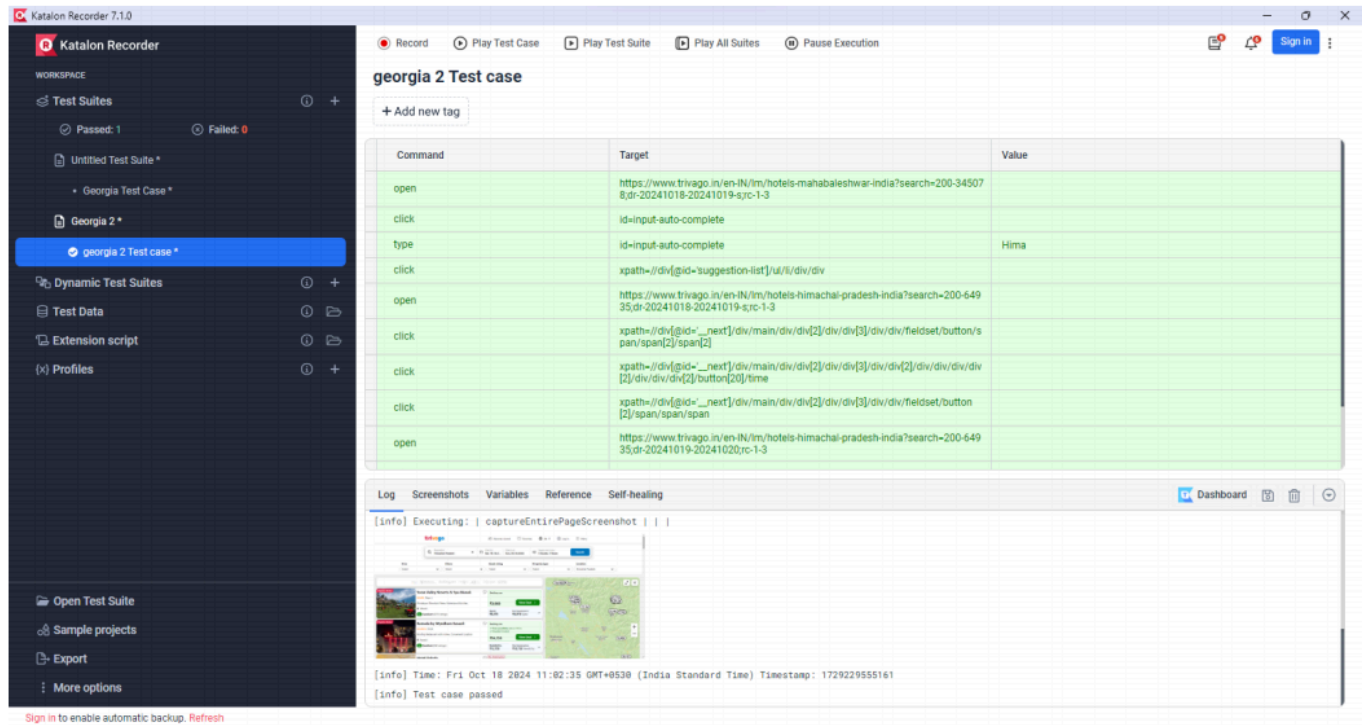 Katalon Recorder 7.1.0
Katalon Recorder
WORKSPACE
Test Suites
Passed: 1 Failed: 0
Untitled Test Suite *
Georgia Test Case *
Georgia 2 *
georgia 2 Test case *
Dynamic Test Suites
Test Data
Extension script
{x} Profiles
Open Test Suite
Sample projects
Export
More options
Sign in to enable automatic backup. Refresh
Record Play Test Case Play Test Suite Play All Suites Pause Execution Sign in
georgia 2 Test case
+ Add new tag
Command Target Value
open https://www.trivago.in/en-IN/lm/hotels-mahabaleshwar-india?search=200-34507
8;dr-20241018-20241019-s;rc-1-3
click id=input-auto-complete
type id=input-auto-complete Hima
click xpath=//div[@id='suggestion-list']/ul/li/div/div
open https://www.trivago.in/en-IN/lm/hotels-himachal-pradesh-india?search=200-649
35;dr-20241018-20241019-s;rc-1-3
click xpath=//div[@id='__next']/div/main/div/div[2]/div/div[3]/div/div/fieldset/button/s
pan/span[2]/span[2]
click xpath=//div[@id='__next']/div/main/div/div[2]/div/div[3]/div/div[2]/div/div/div/div
[2]/div/div/div[2]/button[20]/time
click xpath=//div[@id='__next']/div/main/div/div[2]/div/div[3]/div/div/fieldset/button
[2]/span/span/span
open https://www.trivago.in/en-IN/lm/hotels-himachal-pradesh-india?search=200-649
35;dr-20241019-20241020;rc-1-3
Log Screenshots Variables Reference Self-healing Dashboard
[info] Executing: | captureEntirePageScreenshot | | |
trivago
[info] Time: Fri Oct 18 2024 11:02:35 GMT+0530 (India Standard Time) Timestamp: 1729229555161
[info] Test case passed